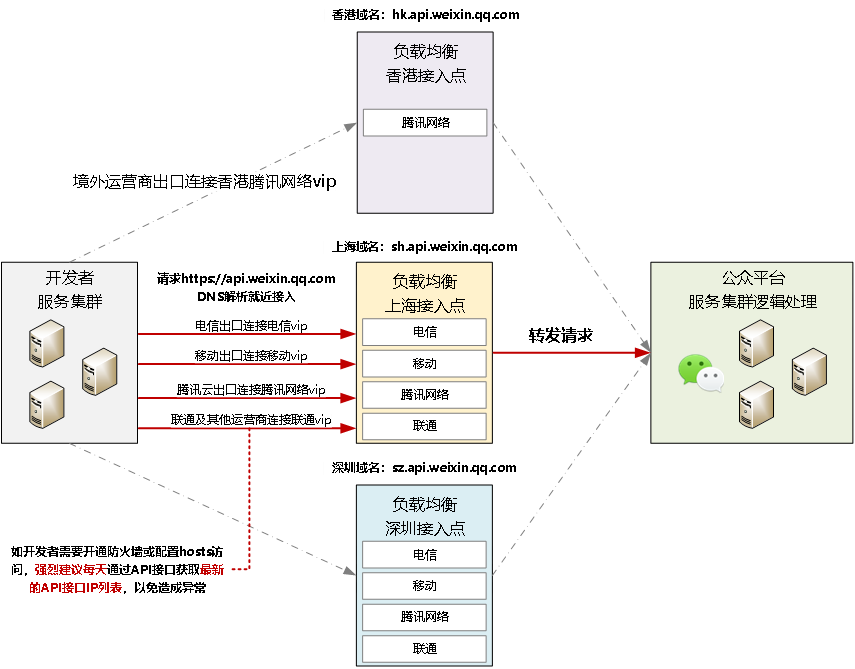 香港域名：hk.api.weixin.qq.com
负载均衡
香港接入点
腾讯网络
境外运营商出口连接香港腾讯网络vip
上海域名：sh.api.weixin.qq.com
开发者
服务集群
请求https://api.weixin.qq.com
DNS解析就近接入
电信出口连接电信vip
移动出口连接移动vip
腾讯云出口连接腾讯网络vip
联通及其他运营商连接联通vip
负载均衡
上海接入点
电信
移动
腾讯网络
联通
转发请求
公众平台
服务集群逻辑处理
深圳域名：sz.api.weixin.qq.com
负载均衡
深圳接入点
电信
移动
腾讯网络
联通
如开发者需要开通防火墙或配置hosts访
问，强烈建议每天通过API接口获取最新
的API接口IP列表，以免造成异常